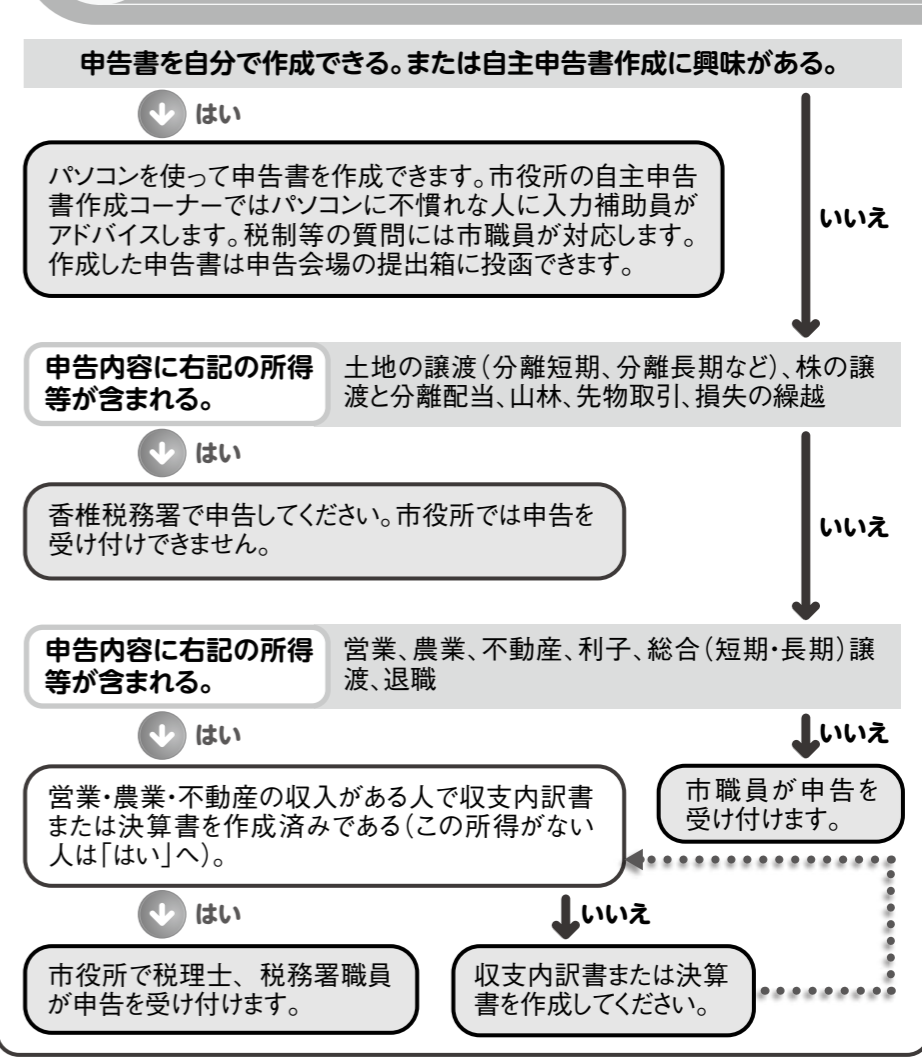 申告書を自分で作成できる。または自主申告書作成に興味がある。
はい
いいえ
パソコンを使って申告書を作成できます。市役所の自主申告
書作成コーナーではパソコンに不慣れな人に入力補助員が
アドバイスします。税制等の質問には市職員が対応します。
作成した申告書は申告会場の提出箱に投函できます。
申告内容に右記の所得
等が含まれる。
土地の譲渡(分離短期、分離長期など)、株の譲
渡と分離配当、山林、先物取引、損失の繰越
はい
いいえ
香椎税務署で申告してください。市役所では申告を
受け付けできません。
申告内容に右記の所得
等が含まれる。
営業、農業、不動産、利子、総合(短期・長期)譲
渡、退職
はい
いいえ
営業・農業・不動産の収入がある人で収支内訳書
または決算書を作成済みである(この所得がない
人は「はい」へ)。
市職員が申告を
受け付けます。
はい
いいえ
市役所で税理士、税務署職員
が申告を受け付けます。
収支内訳書または決算
書を作成してください。